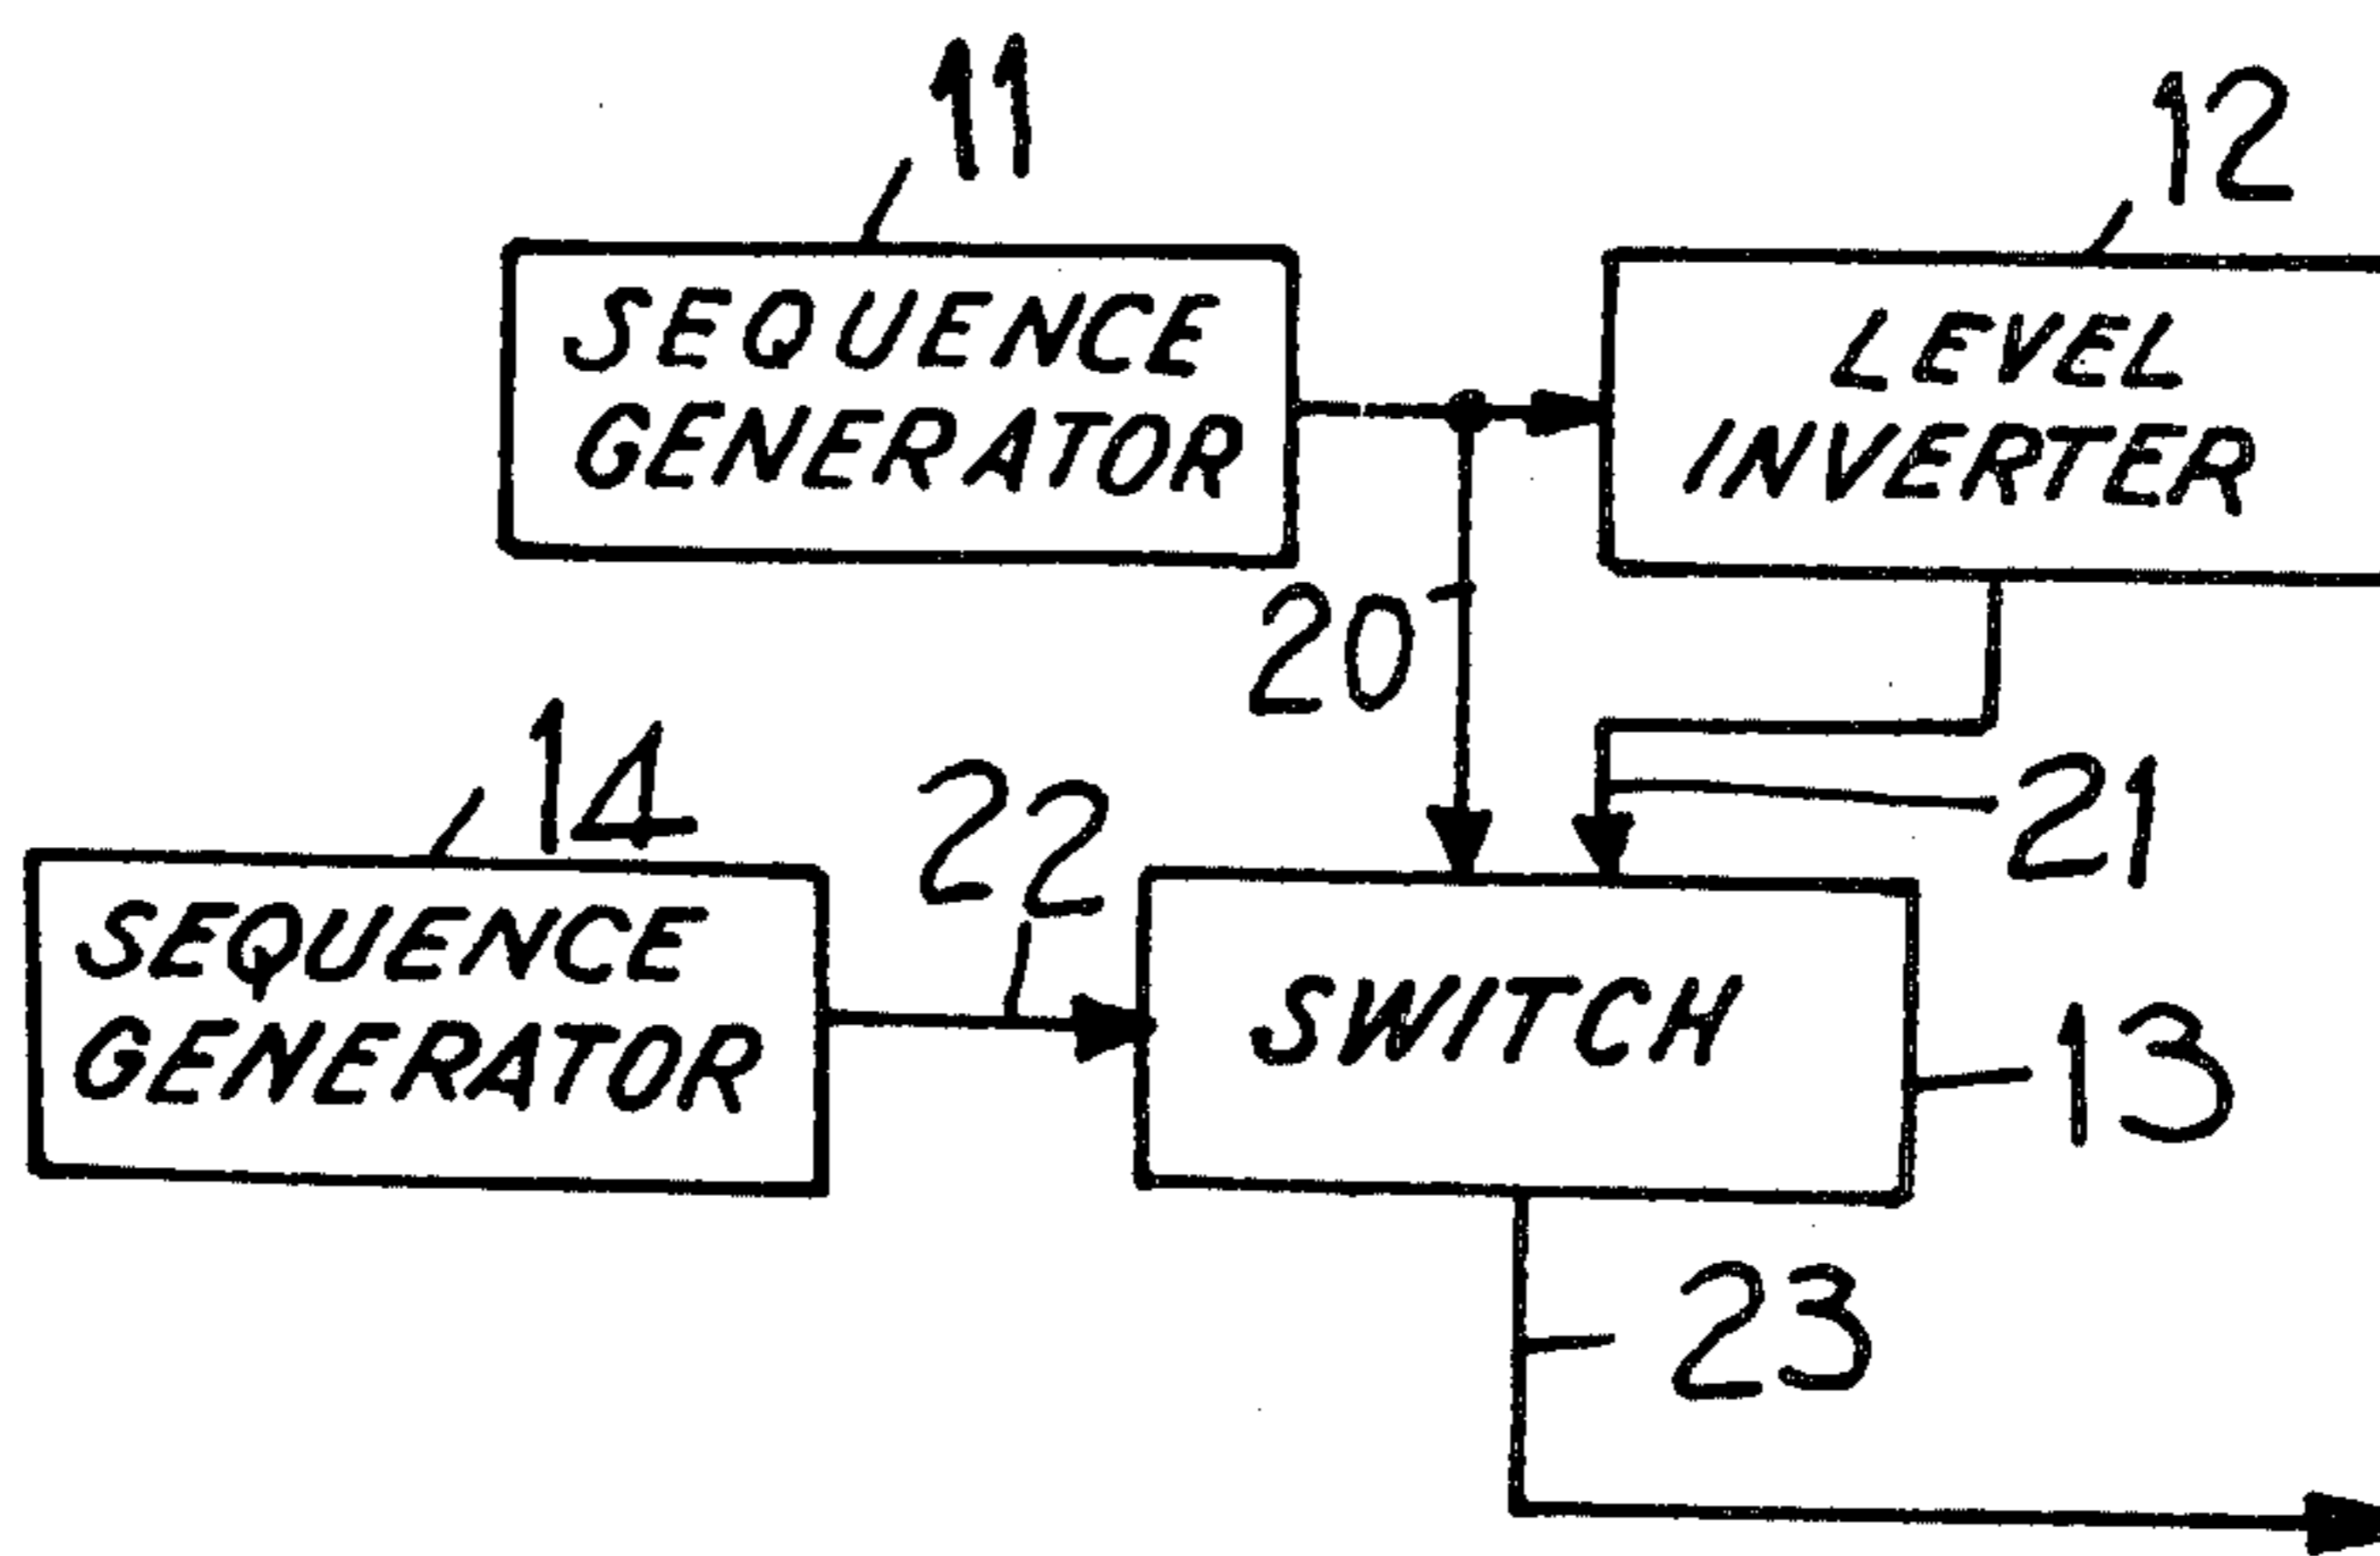 11
12
SEQUENCE
GENERATOR
LEVEL
INVERTER
20
21
14
22
SEQUENCE
GENERATOR
SWITCH
13
23